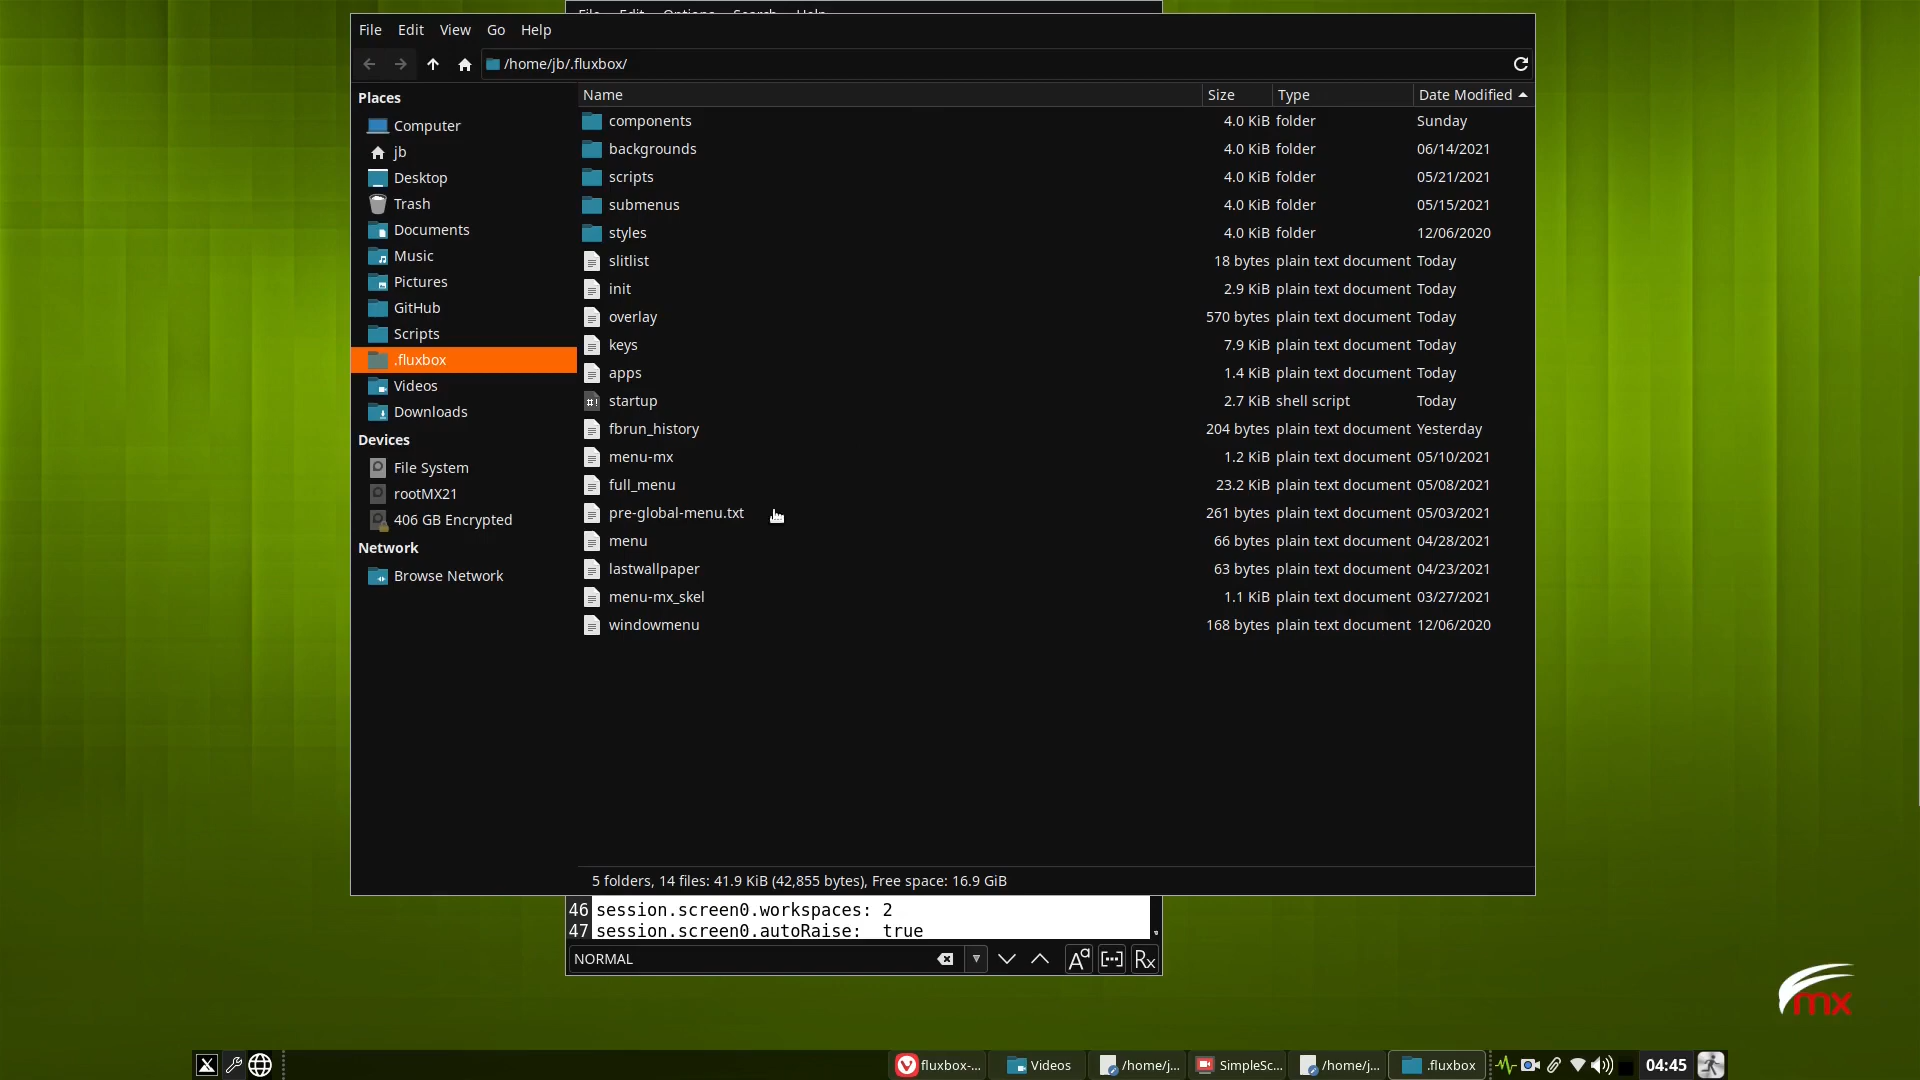 File Edit View Go Help
/home/jb/.fluxbox/
Places
Computer
jb
Desktop
Trash
Documents
Music
Pictures
GitHub
Scripts
.fluxbox
Videos
Downloads
Devices
File System
rootMX21
406 GB Encrypted
Network
Browse Network
Name Size Type Date Modified
components 4.0 KiB folder Sunday
backgrounds 4.0 KiB folder 06/14/2021
scripts 4.0 KiB folder 05/21/2021
submenus 4.0 KiB folder 05/15/2021
styles 4.0 KiB folder 12/06/2020
slitlist 18 bytes plain text document Today
init 2.9 KiB plain text document Today
overlay 570 bytes plain text document Today
keys 7.9 KiB plain text document Today
apps 1.4 KiB plain text document Today
startup 2.7 KiB shell script Today
fbrun_history 204 bytes plain text document Yesterday
menu-mx 1.2 KiB plain text document 05/10/2021
full_menu 23.2 KiB plain text document 05/08/2021
pre-global-menu.txt 261 bytes plain text document 05/03/2021
menu 66 bytes plain text document 04/28/2021
lastwallpaper 63 bytes plain text document 04/23/2021
menu-mx_skel 1.1 KiB plain text document 03/27/2021
windowmenu 168 bytes plain text document 12/06/2020
5 folders, 14 files: 41.9 KiB (42,855 bytes), Free space: 16.9 GiB
46 session.screen0.workspaces: 2
47 session.screen0.autoRaise: true
NORMAL
Rx
mx
fluxbox-... Videos /home/j... SimpleSc... /home/j... .fluxbox 04:45